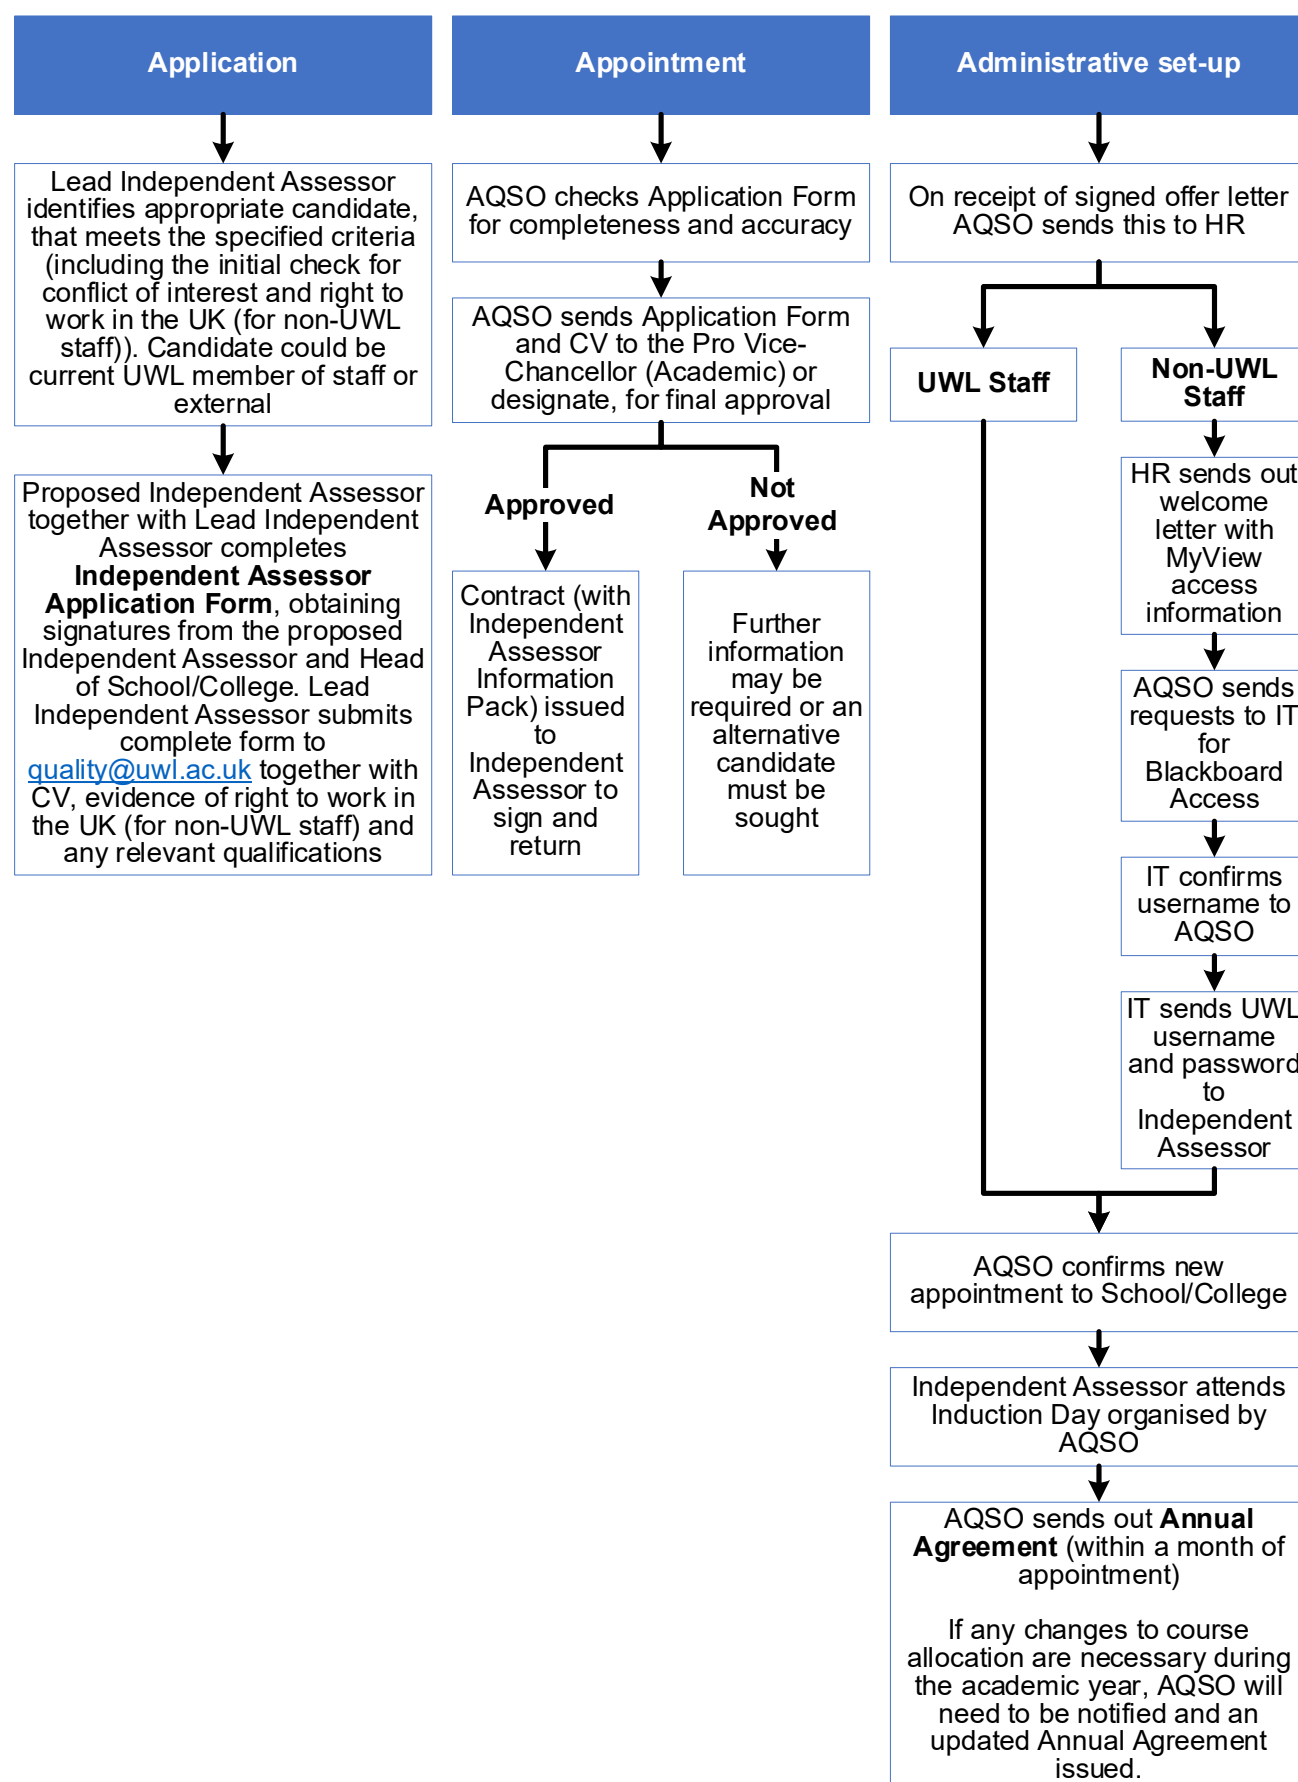 Application
Lead Independent Assessor
identifies appropriate candidate,
that meets the specified criteria
(including the initial check for
conflict of interest and right to
work in the UK (for non-UWL
staff)). Candidate could be
current UWL member of staff or
external
Proposed Independent Assessor
together with Lead Independent
Assessor completes
Independent Assessor
Application Form, obtaining
signatures from the proposed
Independent Assessor and Head
of School/College. Lead
Independent Assessor submits
complete form to
quality@uwl.ac.uk together with
CV, evidence of right to work in
the UK (for non-UWL staff) and
any relevant qualifications
Appointment
AQSO checks Application Form
for completeness and accuracy
AQSO sends Application Form
and CV to the Pro Vice-
Chancellor (Academic) or
designate, for final approval
Approved
Contract (with
Independent
Assessor
Information
Pack) issued
to
Independent
Assessor to
sign and
return
Not
Approved
Further
information
may be
required or an
alternative
candidate
must be
sought
Administrative set-up
On receipt of signed offer letter
AQSO sends this to HR
UWL Staff
Non-UWL
Staff
HR sends out
welcome
letter with
MyView
access
information
AQSO sends
requests to IT
for
Blackboard
Access
IT confirms
username to
AQSO
IT sends UWL
username
and password
to
Independent
Assessor
AQSO confirms new
appointment to School/College
Independent Assessor attends
Induction Day organised by
AQSO
AQSO sends out Annual
Agreement (within a month of
appointment)
If any changes to course
allocation are necessary during
the academic year, AQSO will
need to be notified and an
updated Annual Agreement
issued.